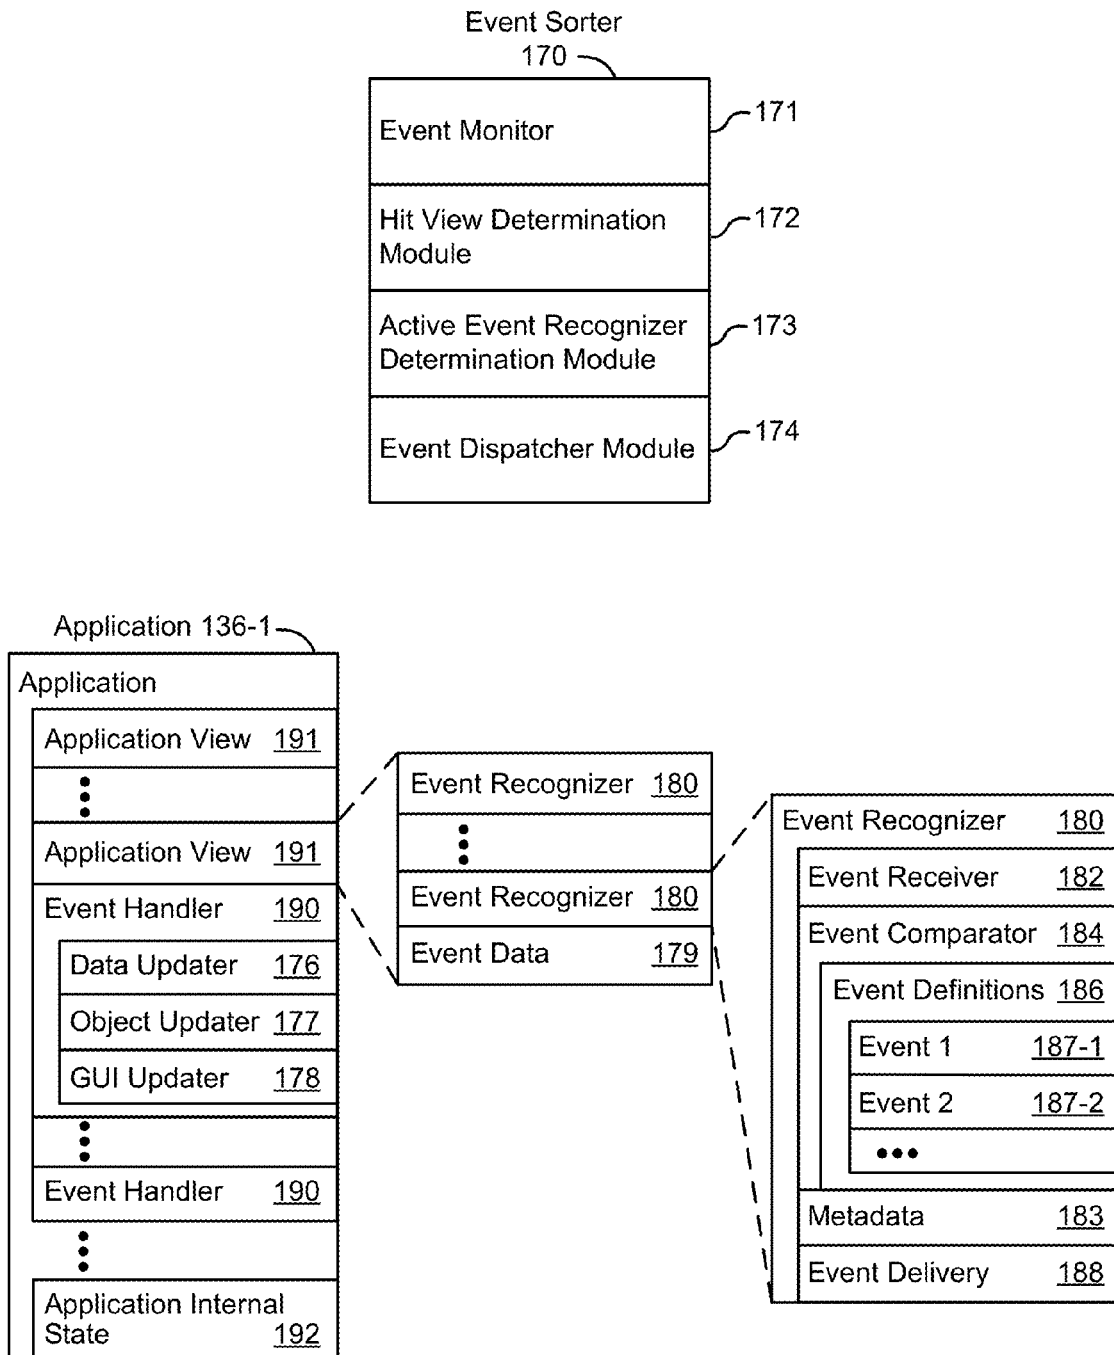 Event Sorter
170
Event Monitor
171
Hit View Determination
Module
172
Active Event Recognizer
Determination Module
173
Event Dispatcher Module
174
Application 136-1
Application
Application View 191
Application View 191
Event Handler 190
Data Updater 176
Object Updater 177
GUI Updater 178
Event Handler 190
Application Internal
State 192
Event Recognizer 180
Event Recognizer 180
Event Data 179
Event Recognizer 180
Event Receiver 182
Event Comparator 184
Event Definitions 186
Event 1 187-1
Event 2 187-2
Metadata 183
Event Delivery 188